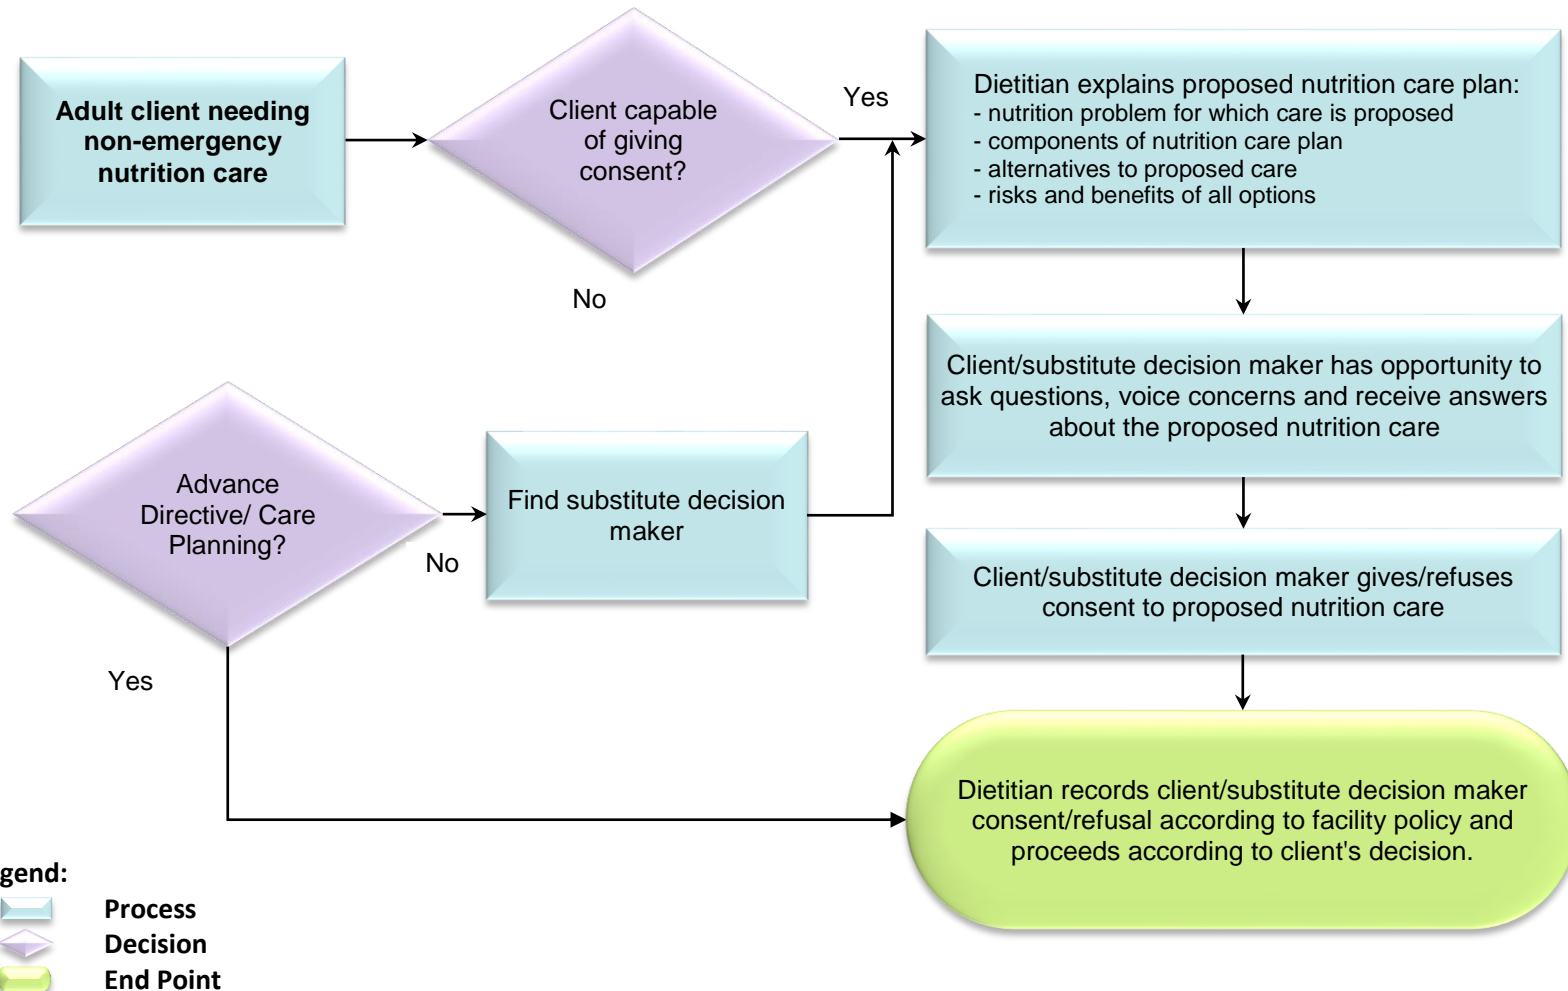 Adult client needing
non-emergency
nutrition care
Client capable
of giving
consent?
Yes
No
Dietitian explains proposed nutrition care plan:
- nutrition problem for which care is proposed
- components of nutrition care plan
- alternatives to proposed care
- risks and benefits of all options
Client/substitute decision maker has opportunity to
ask questions, voice concerns and receive answers
about the proposed nutrition care
Advance
Directive/ Care
Planning?
No
Yes
Find substitute decision
maker
Client/substitute decision maker gives/refuses
consent to proposed nutrition care
Dietitian records client/substitute decision maker
consent/refusal according to facility policy and
proceeds according to client's decision.
gend:
Process
Decision
End Point